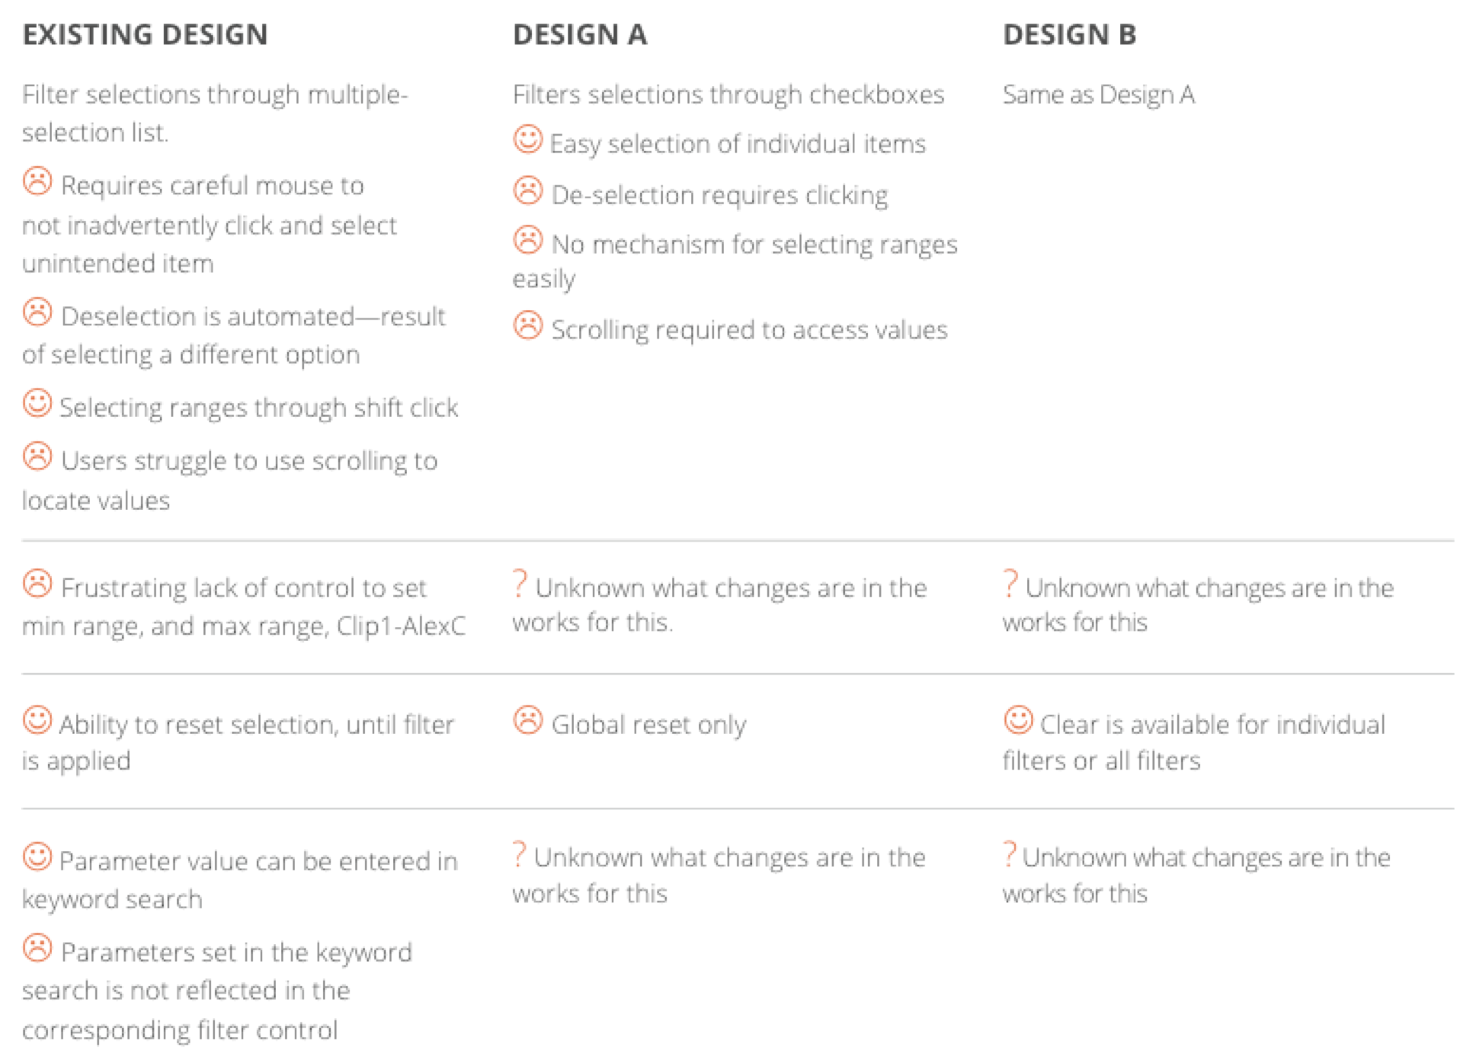 EXISTING DESIGN
Filter selections through multiple-
selection list.
Requires careful mouse to
not inadvertently click and select
unintended item
Deselection is automated—result
of selecting a different option
Selecting ranges through shift click
Users struggle to use scrolling to
locate values
DESIGN A
Filters selections through checkboxes
Easy selection of individual items
De-selection requires clicking
No mechanism for selecting ranges
easily
Scrolling required to access values
DESIGN B
Same as Design A
Frustrating lack of control to set
min range, and max range, Clip1-AlexC
? Unknown what changes are in the
works for this.
? Unknown what changes are in the
works for this
Ability to reset selection, until filter
is applied
Global reset only
Clear is available for individual
filters or all filters
Parameter value can be entered in
keyword search
Parameters set in the keyword
search is not reflected in the
corresponding filter control
? Unknown what changes are in the
works for this
? Unknown what changes are in the
works for this